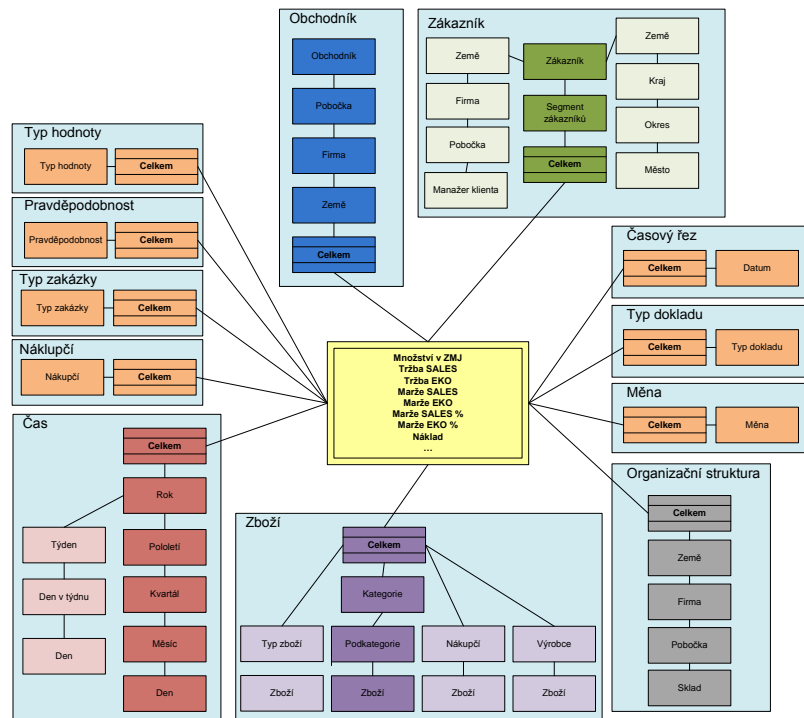 Obchodník
Obchodník
Pobočka
Firma
Země
Celkem
Zákazník
Země
Firma
Pobočka
Manažer klienta
Zákazník
Segment
zákazníků
Celkem
Země
Kraj
Okres
Město
Typ hodnoty
Typ hodnoty
Celkem
Pravděpodobnost
Pravděpodobnost
Celkem
Typ zakázky
Typ zakázky
Celkem
Náklupčí
Nákupčí
Celkem
Časový řez
Celkem
Datum
Typ dokladu
Celkem
Typ dokladu
Měna
Celkem
Měna
Množství v ZMJ
Tržba SALES
Tržba EKO
Marže SALES
Marže EKO
Marže SALES %
Marže EKO %
Náklad
...
Čas
Celkem
Rok
Pololetí
Kvartál
Měsíc
Den
Týden
Den v týdnu
Den
Zboží
Celkem
Kategorie
Typ zboží
Podkategorie
Nákupčí
Výrobce
Zboží
Zboží
Zboží
Zboží
Organizační struktura
Celkem
Země
Firma
Pobočka
Sklad